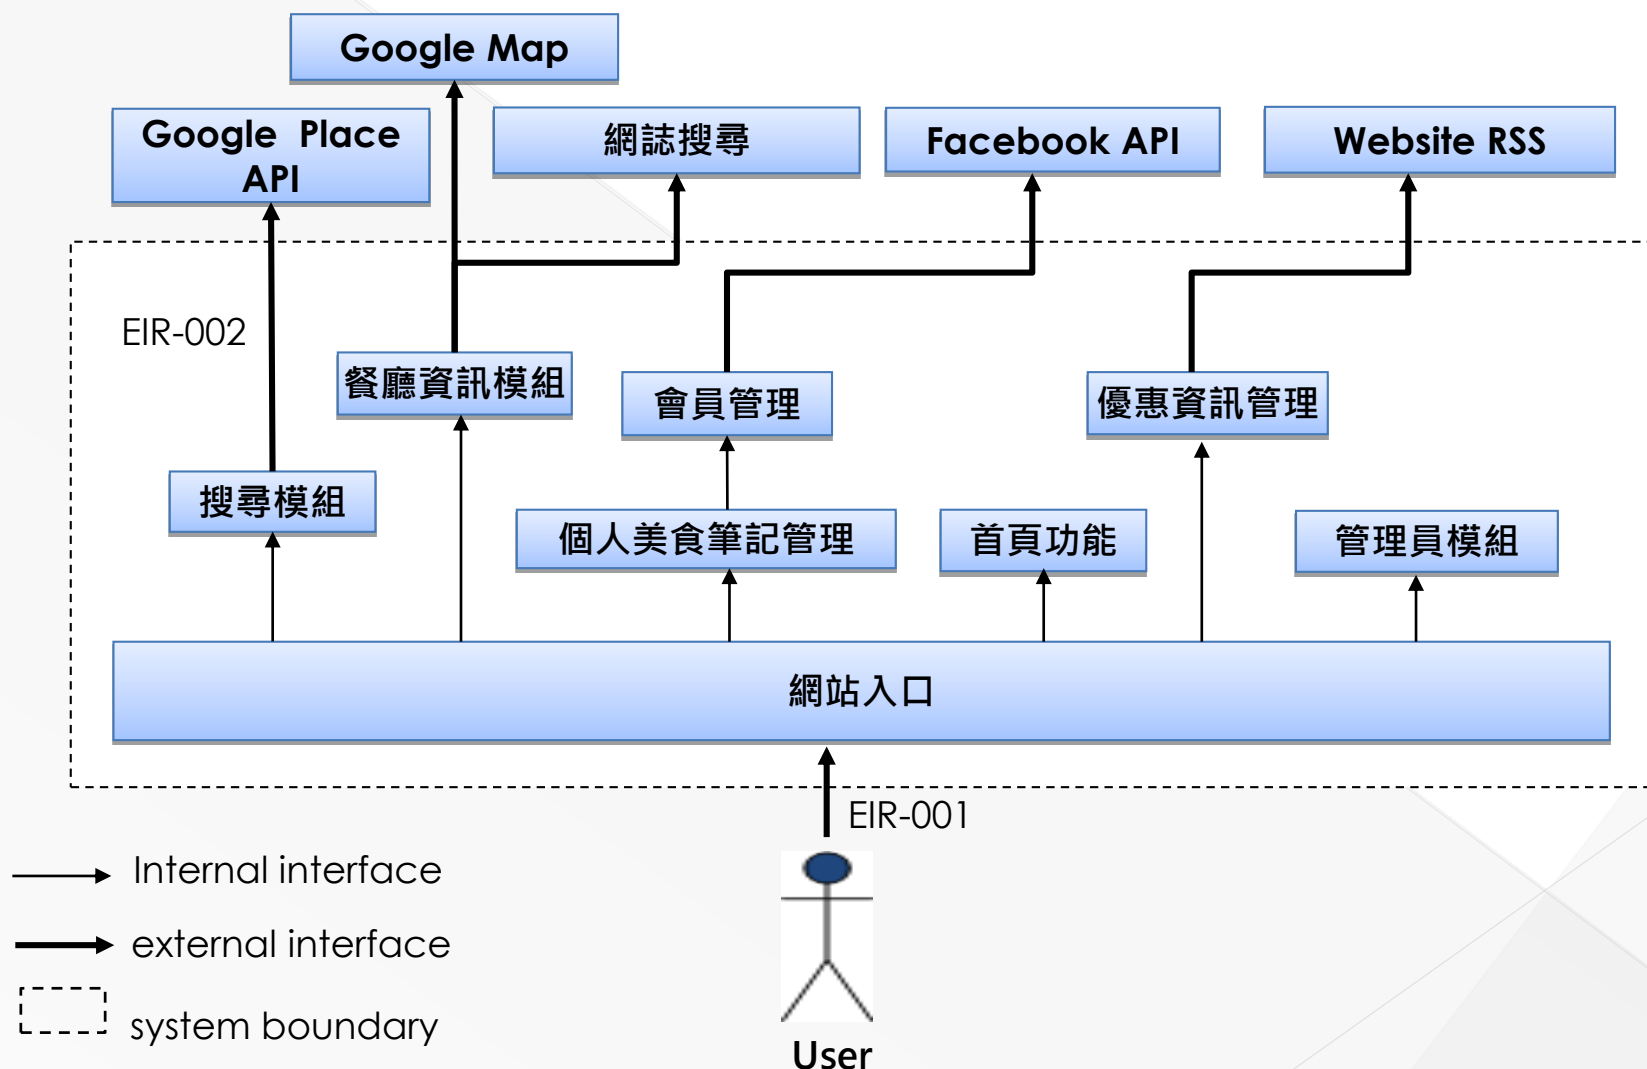 Google Map
Google Place
API
網誌搜尋
Facebook API
Website RSS
EIR-002
餐廳資訊模組
會員管理
優惠資訊管理
搜尋模組
個人美食筆記管理
首頁功能
管理員模組
網站入口
EIR-001
Internal interface
external interface
system boundary
User